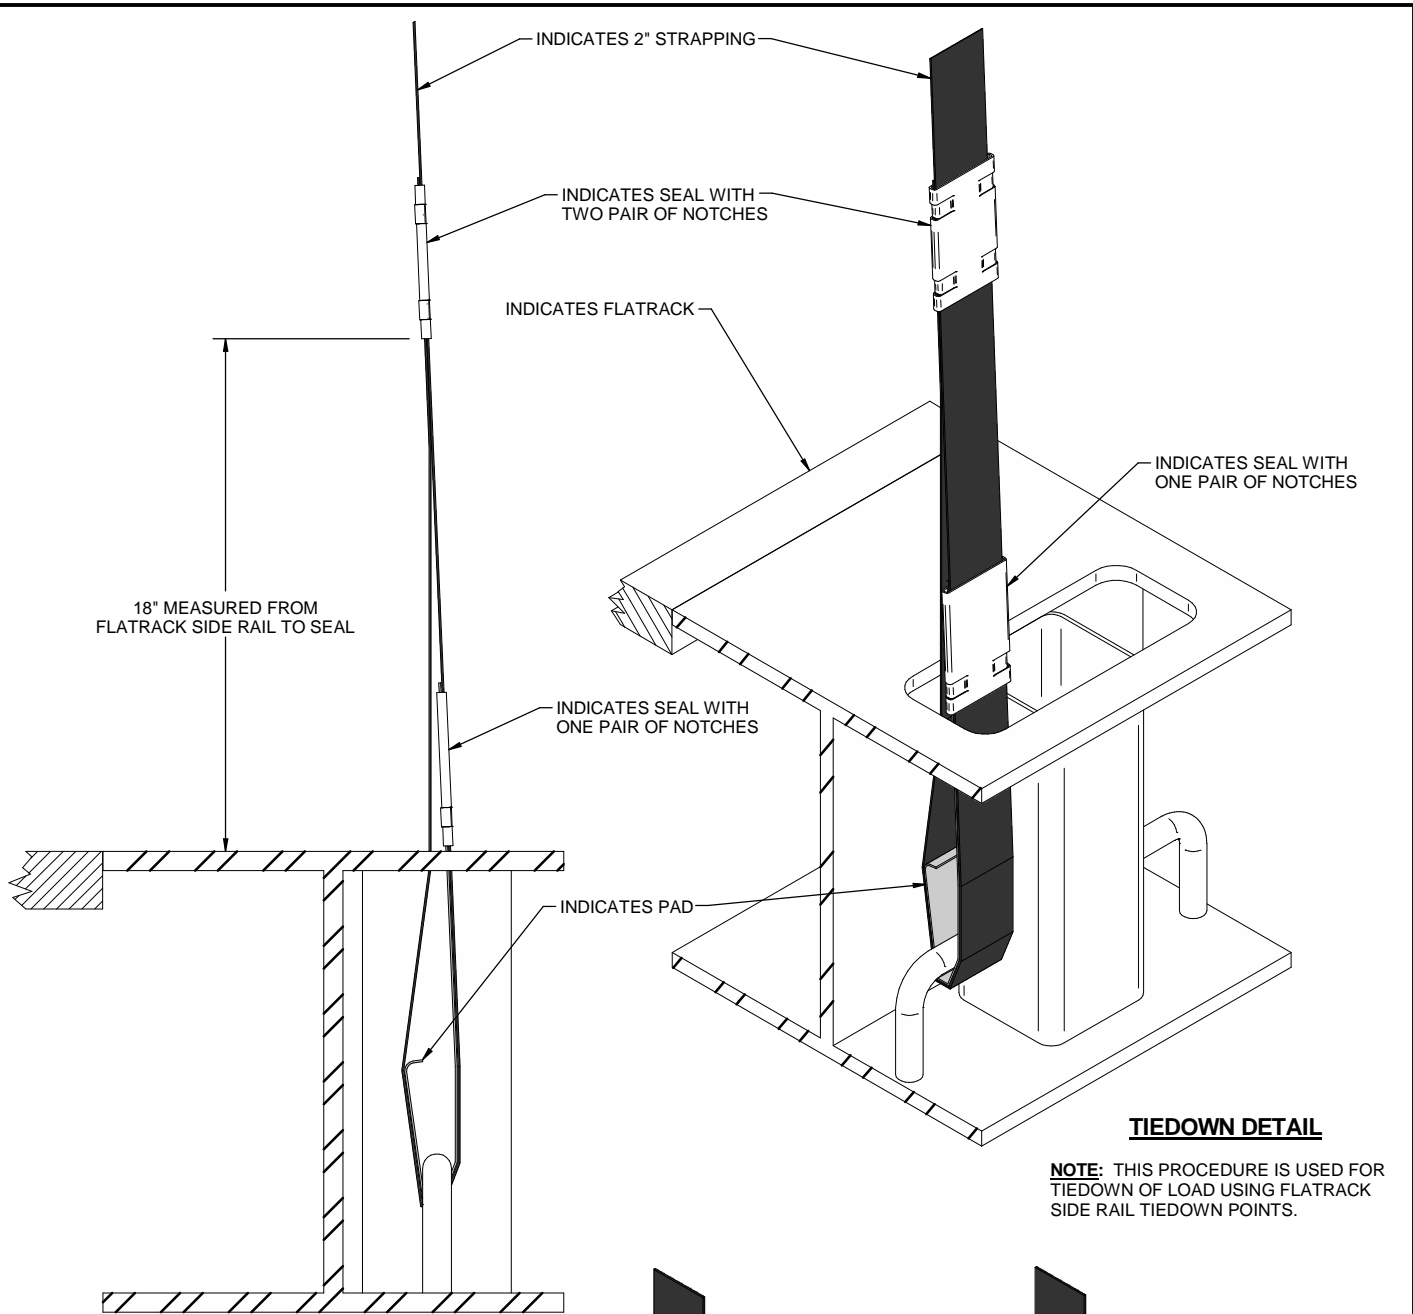 INDICATES 2" STRAPPING
INDICATES SEAL WITH
TWO PAIR OF NOTCHES
INDICATES FLATRACK
INDICATES SEAL WITH
ONE PAIR OF NOTCHES
18" MEASURED FROM
FLATRACK SIDE RAIL TO SEAL
INDICATES SEAL WITH
ONE PAIR OF NOTCHES
INDICATES PAD
TIEDOWN DETAIL
NOTE: THIS PROCEDURE IS USED FOR
TIEDOWN OF LOAD USING FLATRACK
SIDE RAIL TIEDOWN POINTS.